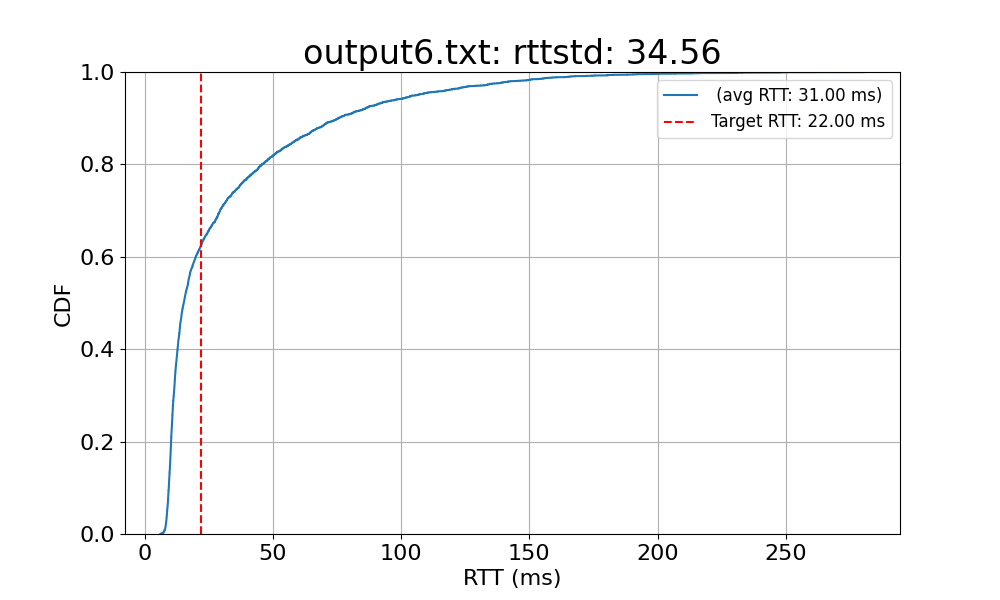 output6.txt: rttstd: 34.56
1.0
0.8
0.6
0.4
0.2
0.0
CDF
(avg RTT: 31.00 ms)
Target RTT: 22.00 ms
0 50 100 150 200 250
RTT (ms)